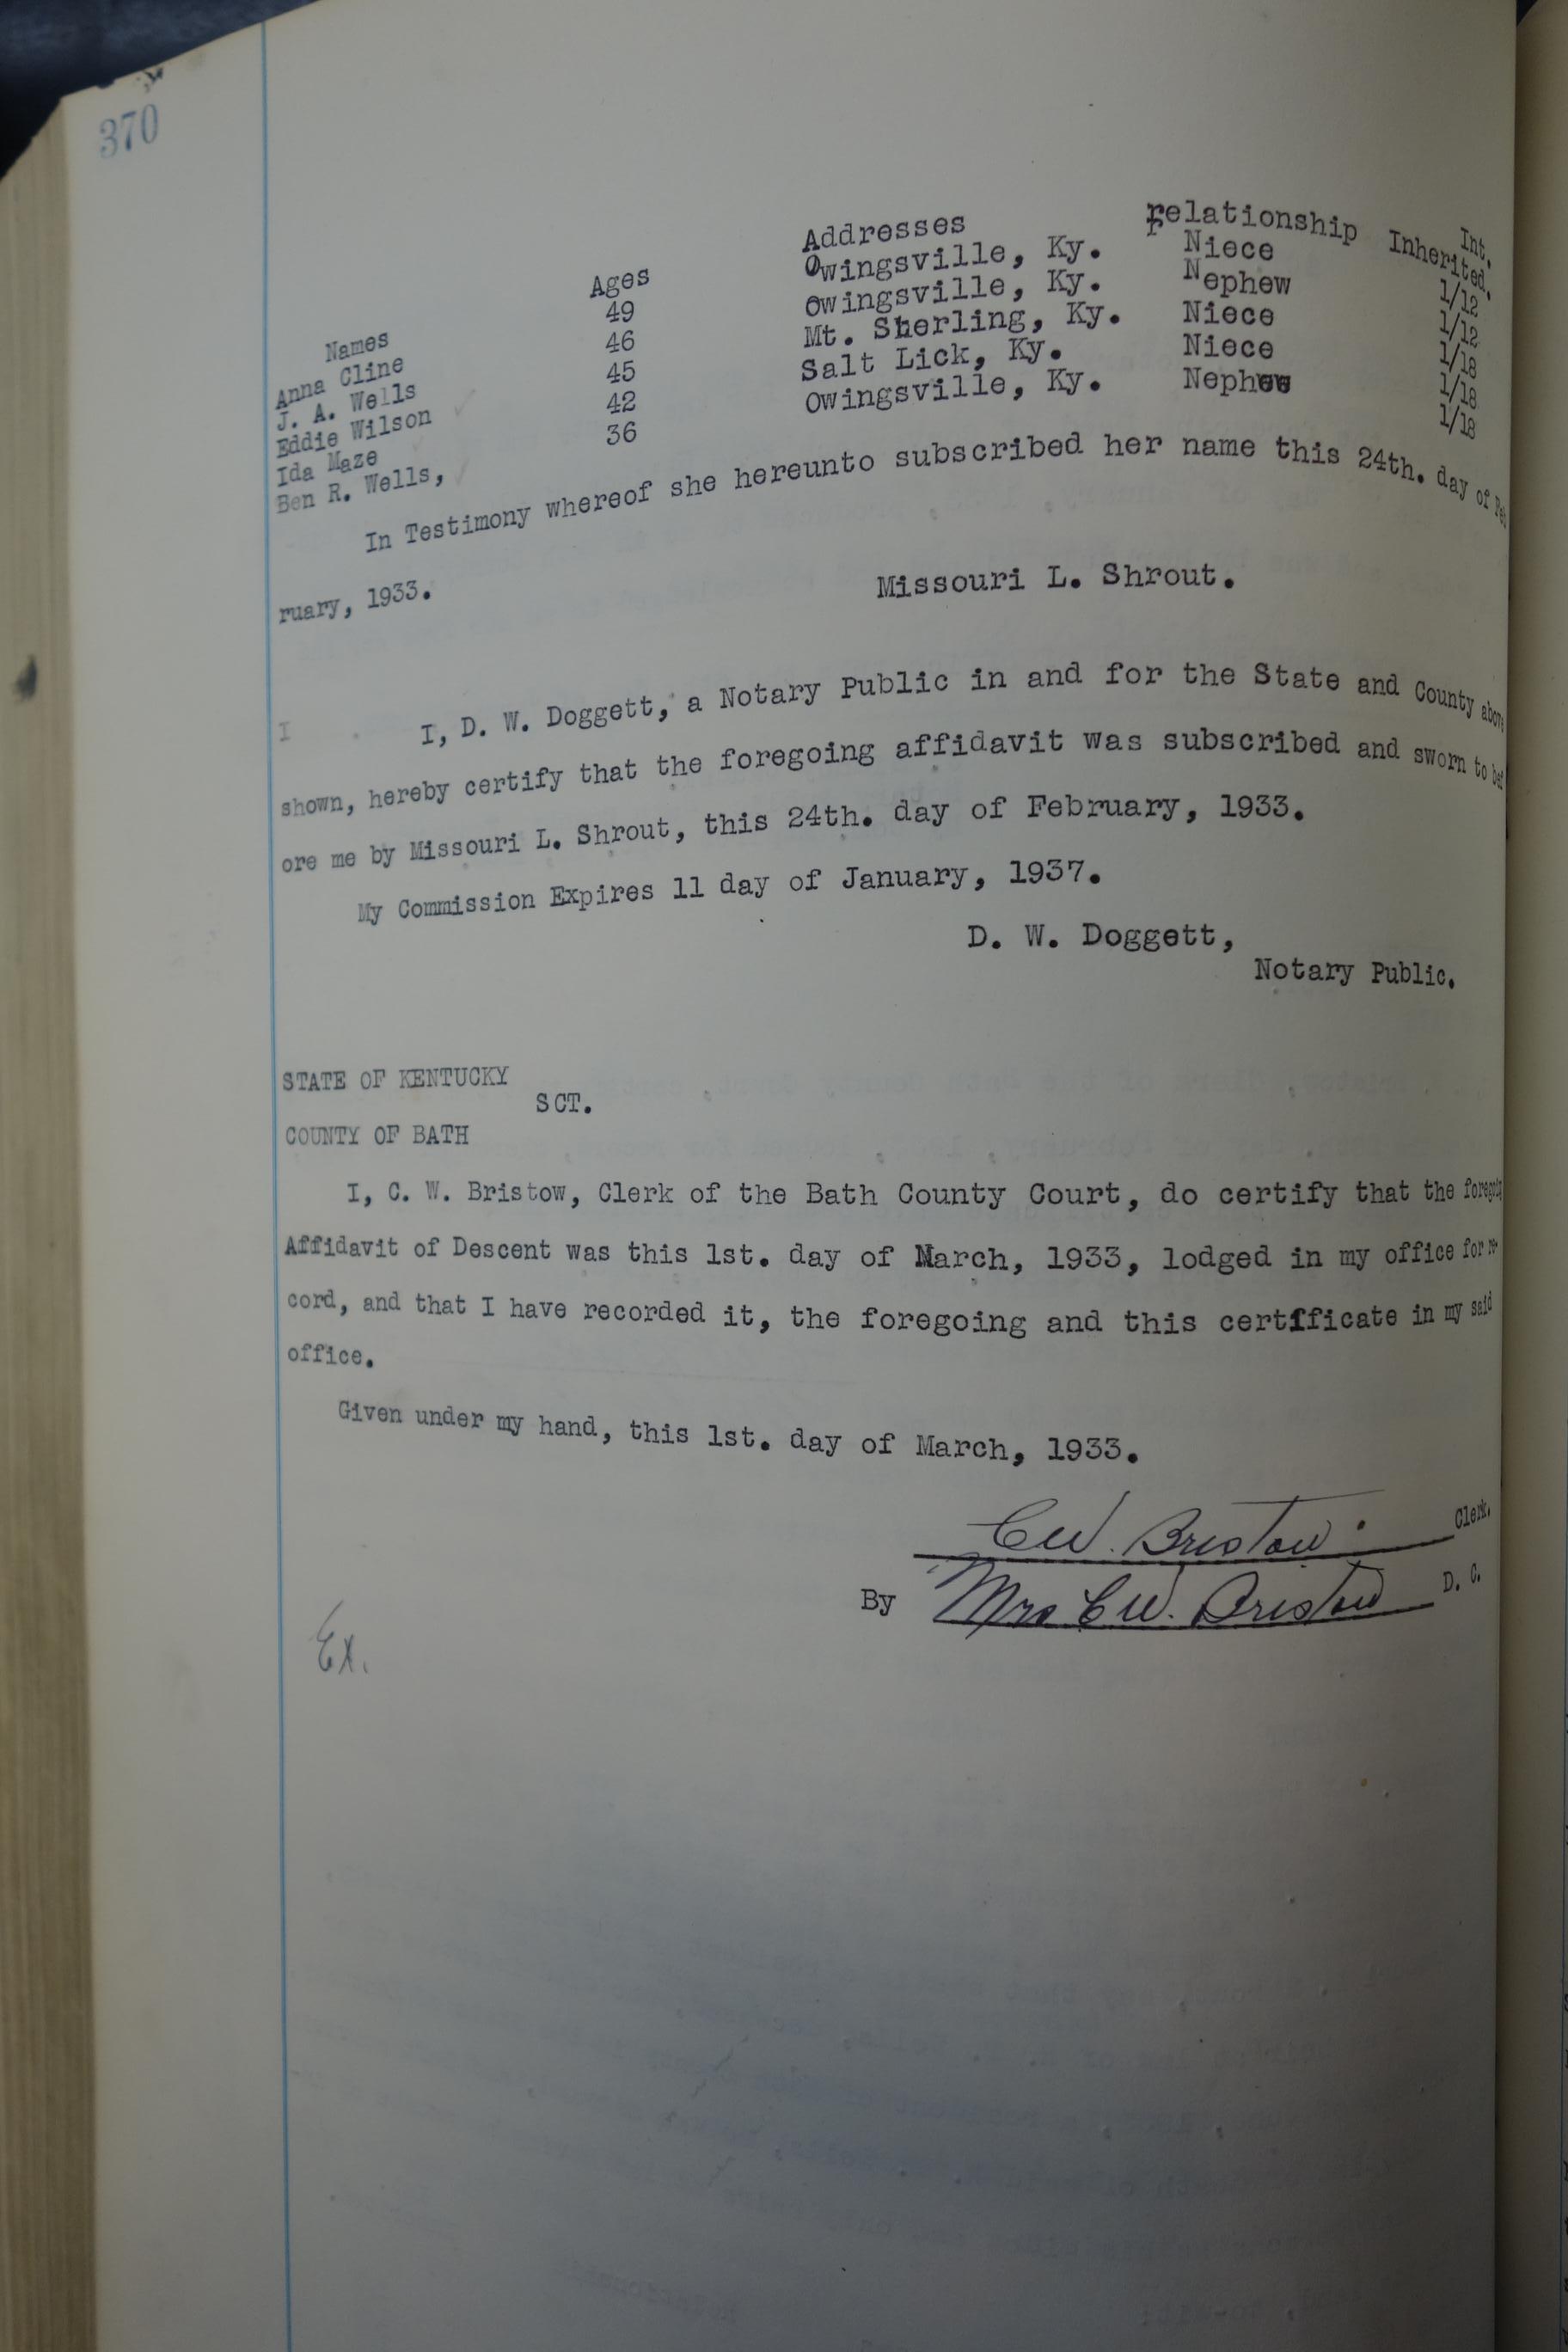 370
Names Ages Addresses relationship Int. Inherited.
Anna Cline 49 Owingsville, Ky. Niece 1/12
J. A. Wells 46 Owingsville, Ky. Nephew 1/12
Eddie Wilson 45 Mt. Sterling, Ky. Niece 1/18
Ida Maze 42 Salt Lick, Ky. Niece 1/18
Ben R. Wells, 36 Owingsville, Ky. Nephew 1/18
In Testimony whereof she hereunto subscribed her name this 24th. day of Feb
ruary, 1933.
Missouri L. Shrout.
I I, D. W. Doggett, a Notary Public in and for the State and County above
shown, hereby certify that the foregoing affidavit was subscribed and sworn to bef
ore me by Missouri L. Shrout, this 24th. day of February, 1933.
My Commission Expires 11 day of January, 1937.
D. W. Doggett,
Notary Public.
STATE OF KENTUCKY
SCT.
COUNTY OF BATH
I, C. W. Bristow, Clerk of the Bath County Court, do certify that the foregoing
Affidavit of Descent was this 1st. day of March, 1933, lodged in my office for re-
cord, and that I have recorded it, the foregoing and this certificate in my said
office.
Given under my hand, this 1st. day of March, 1933.
C W. Bristow. Clerk.
By Mrs C W. Bristow D. C.
Ex.